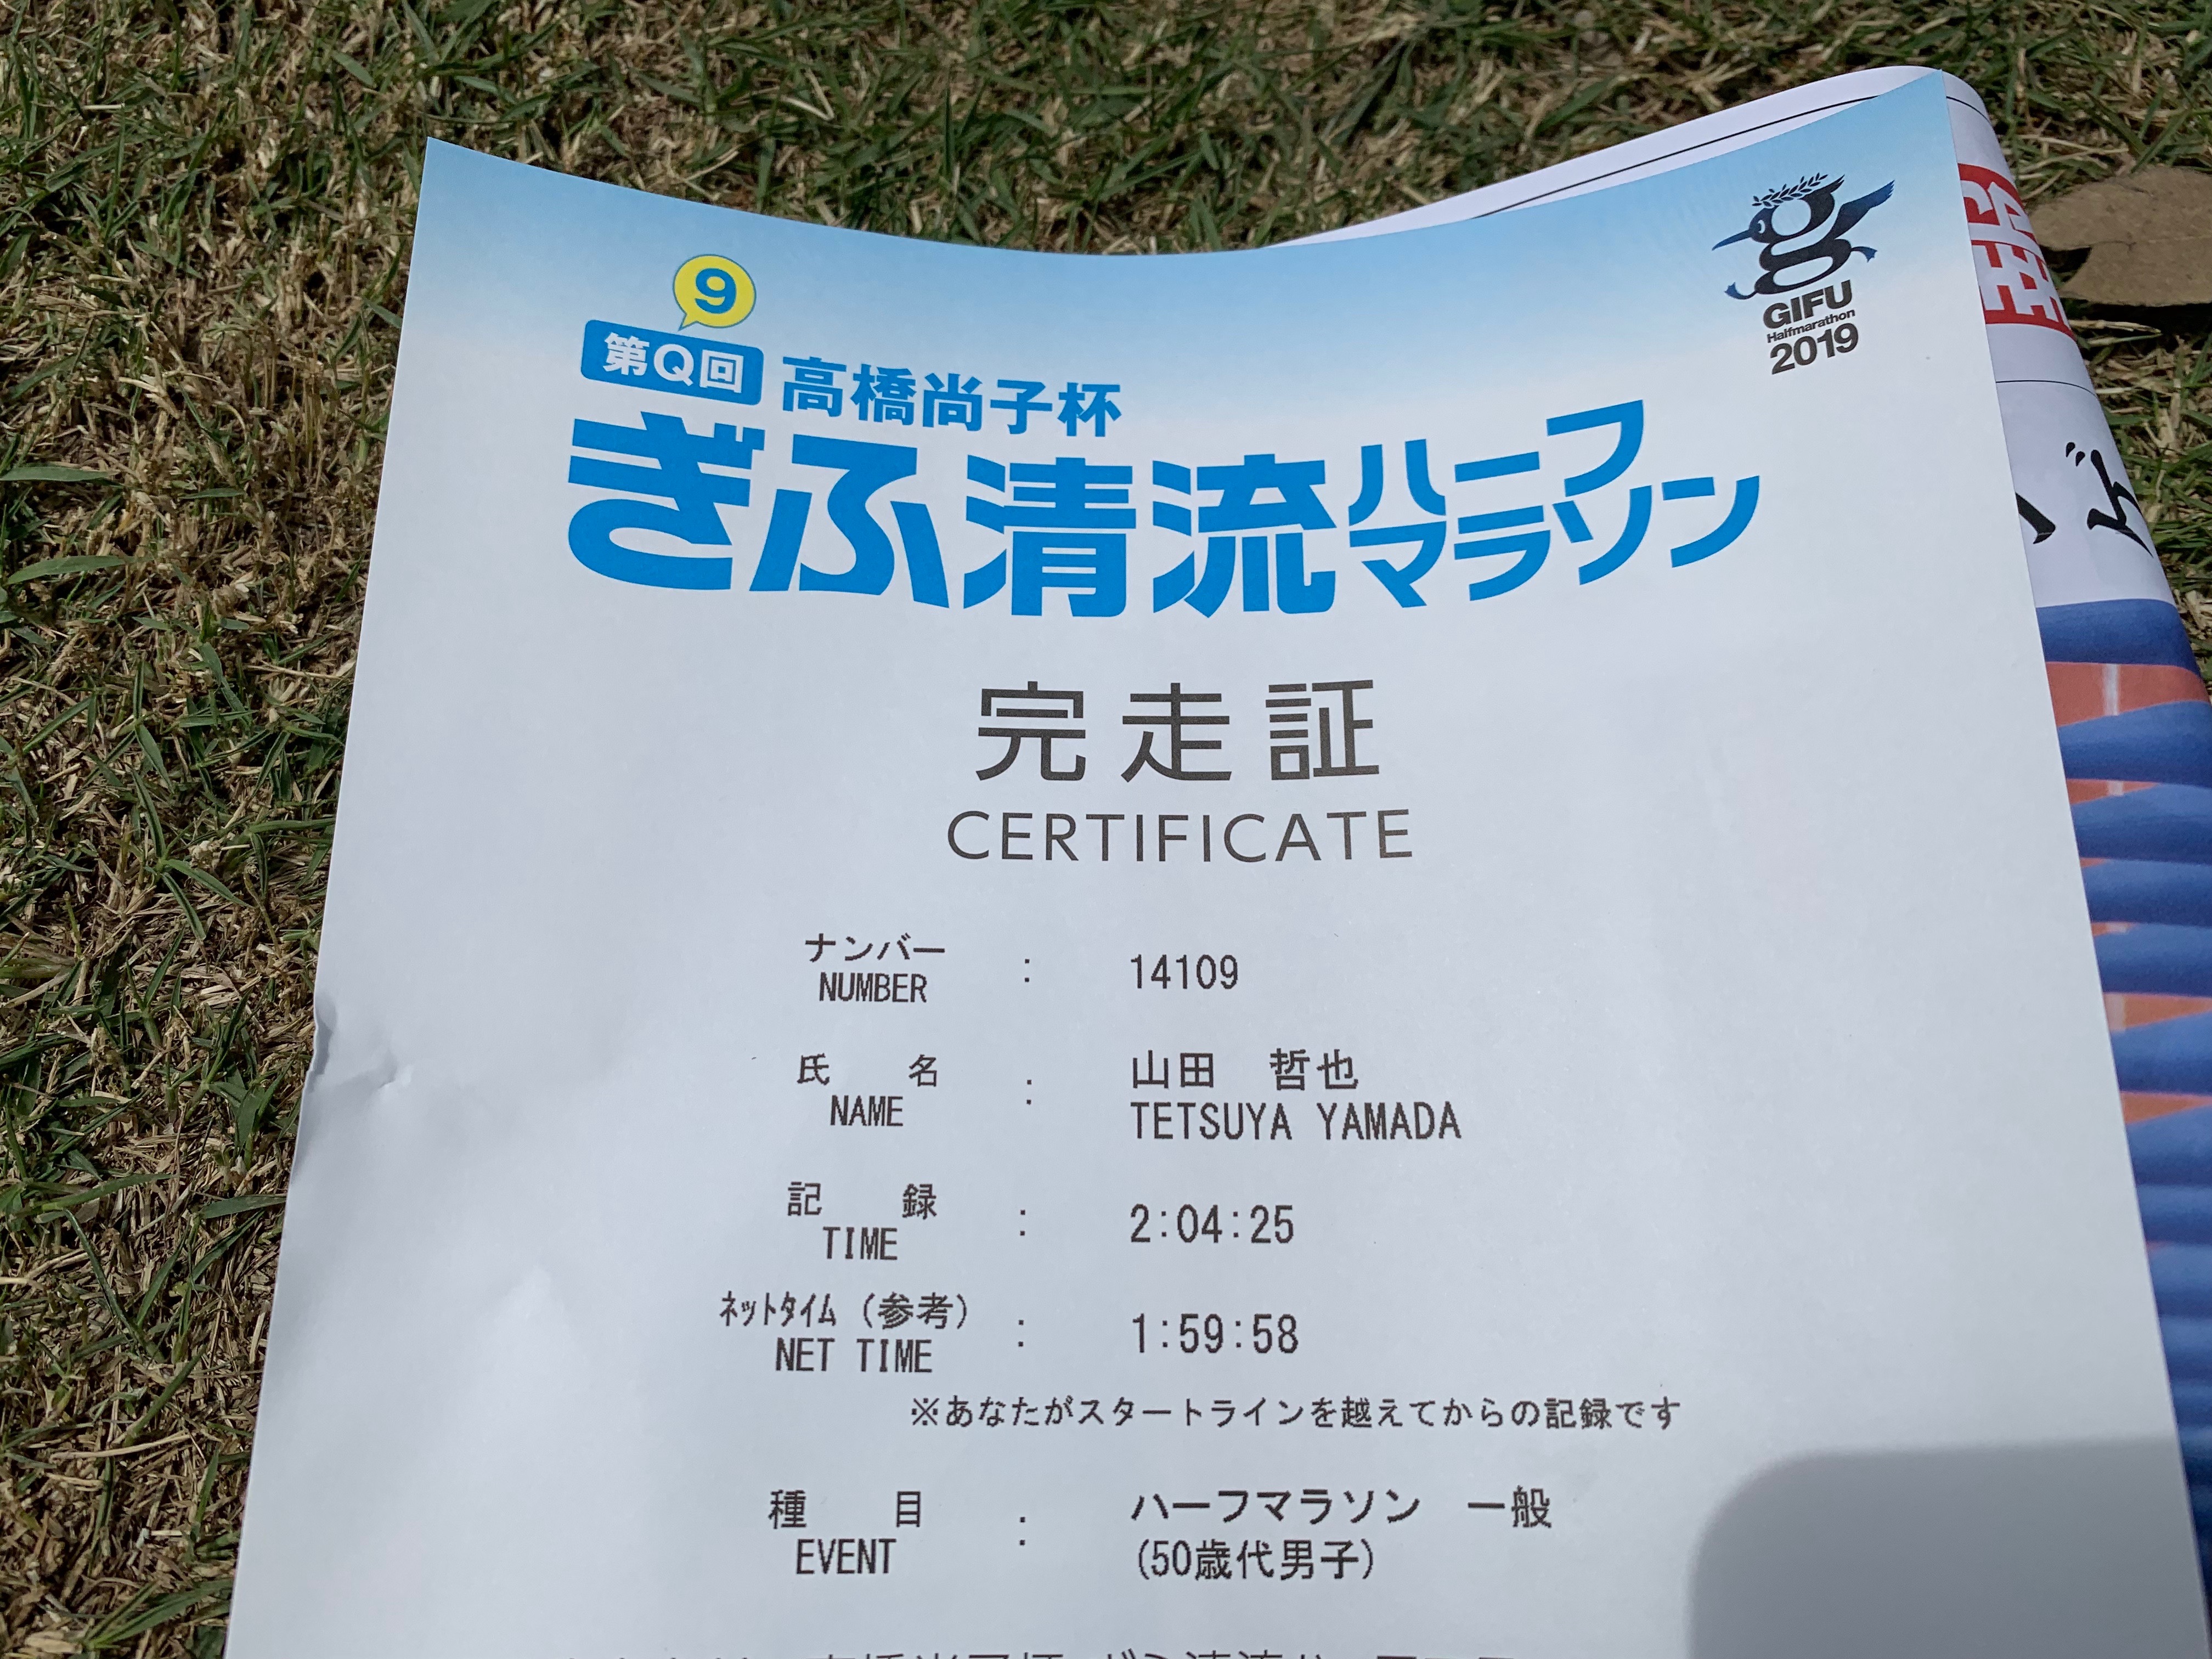 9
第Q回 高橋尚子杯
ぎふ清流ハーフマラソン
GIFU
Halfmarathon
2019
完走証
CERTIFICATE
ナンバー : 14109
NUMBER
氏　名 : 山田　哲也
NAME TETSUYA YAMADA
記　録 : 2:04:25
TIME
ネットタイム（参考） : 1:59:58
NET TIME
※あなたがスタートラインを越えてからの記録です
種　目 : ハーフマラソン　一般
EVENT (50歳代男子)